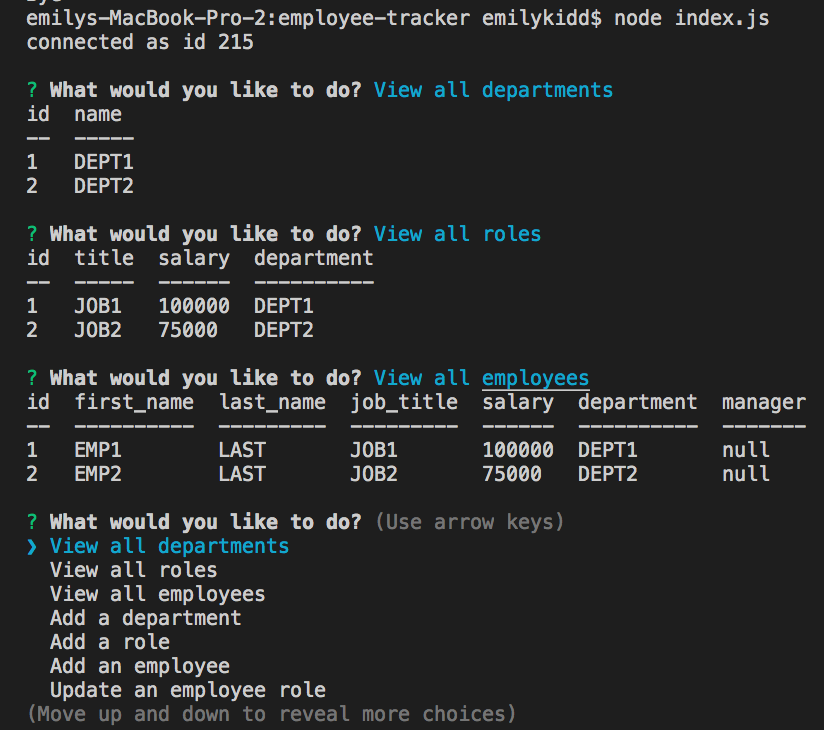 emilys-MacBook-Pro-2:employee-tracker emilykidd$ node index.js
connected as id 215
? What would you like to do? View all departments
id  name
--  -----
1   DEPT1
2   DEPT2
? What would you like to do? View all roles
id  title  salary  department
--  -----  ------  ----------
1   JOB1   100000  DEPT1
2   JOB2   75000   DEPT2
? What would you like to do? View all employees
id  first_name  last_name  job_title  salary  department  manager
--  ----------  ---------  ---------  ------  ----------  -------
1   EMP1        LAST       JOB1       100000  DEPT1       null
2   EMP2        LAST       JOB2       75000   DEPT2       null
? What would you like to do? (Use arrow keys)
❯ View all departments
  View all roles
  View all employees
  Add a department
  Add a role
  Add an employee
  Update an employee role
(Move up and down to reveal more choices)